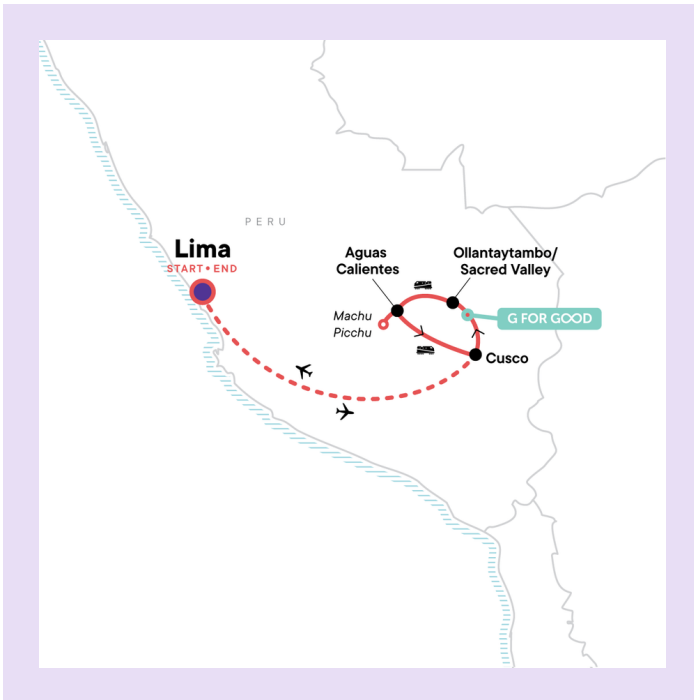 PERU
Lima
START • END
Aguas
Calientes
Ollantaytambo/
Sacred Valley
Machu
Picchu
G FOR GOOD
Cusco